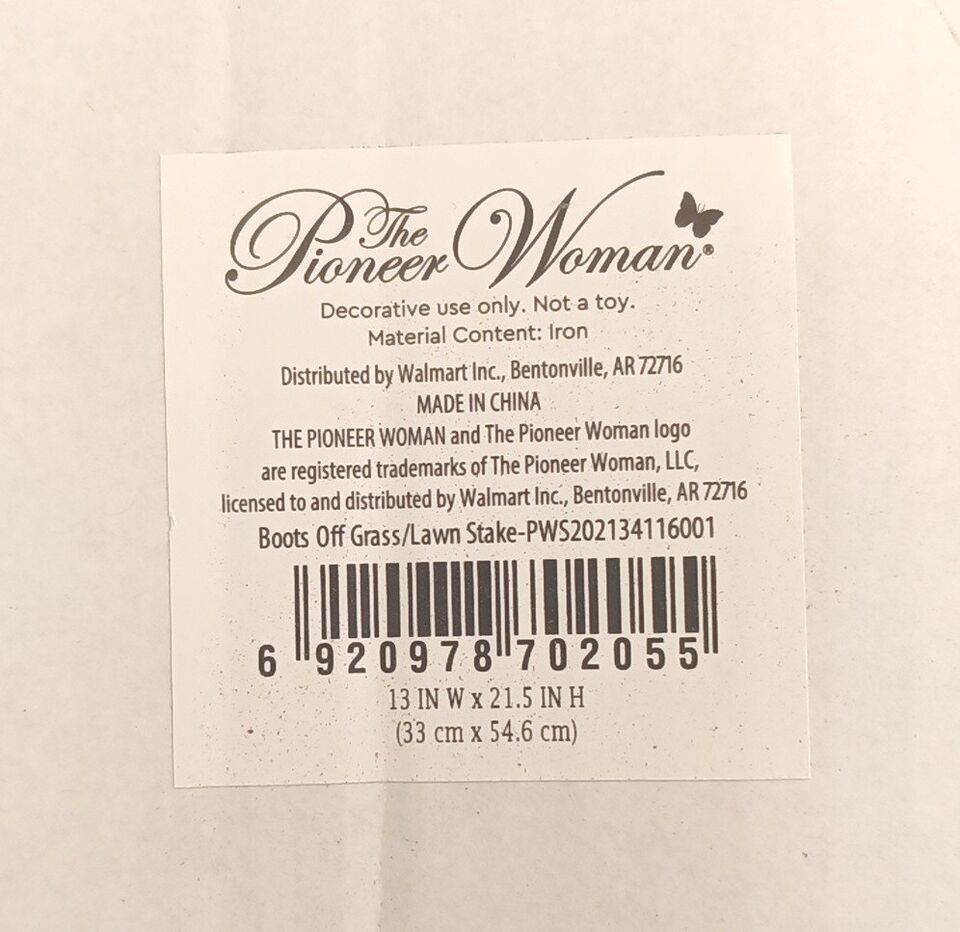 The Pioneer Woman®
Decorative use only. Not a toy.
Material Content: Iron
Distributed by Walmart Inc., Bentonville, AR 72716
MADE IN CHINA
THE PIONEER WOMAN and The Pioneer Woman logo
are registered trademarks of The Pioneer Woman, LLC,
licensed to and distributed by Walmart Inc., Bentonville, AR 72716
Boots Off Grass/Lawn Stake-PWS202134116001
6 920978 702055
13 IN W x 21.5 IN H
(33 cm x 54.6 cm)